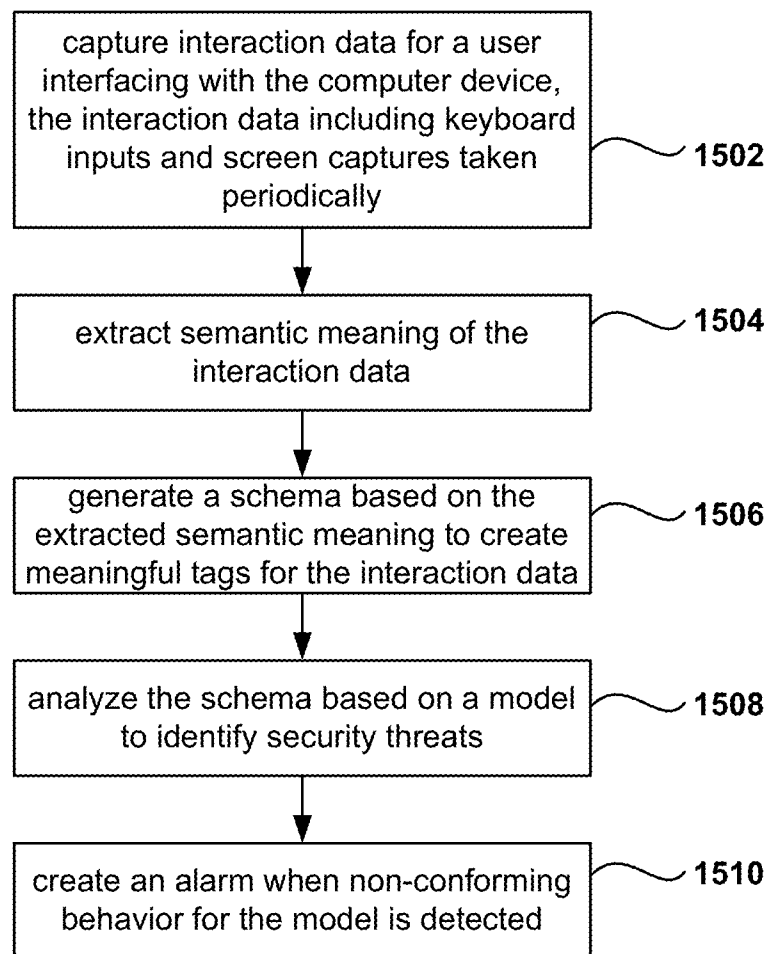 capture interaction data for a user
interfacing with the computer device,
the interaction data including keyboard
inputs and screen captures taken
periodically
1502
extract semantic meaning of the
interaction data
1504
generate a schema based on the
extracted semantic meaning to create
meaningful tags for the interaction data
1506
analyze the schema based on a model
to identify security threats
1508
create an alarm when non-conforming
behavior for the model is detected
1510